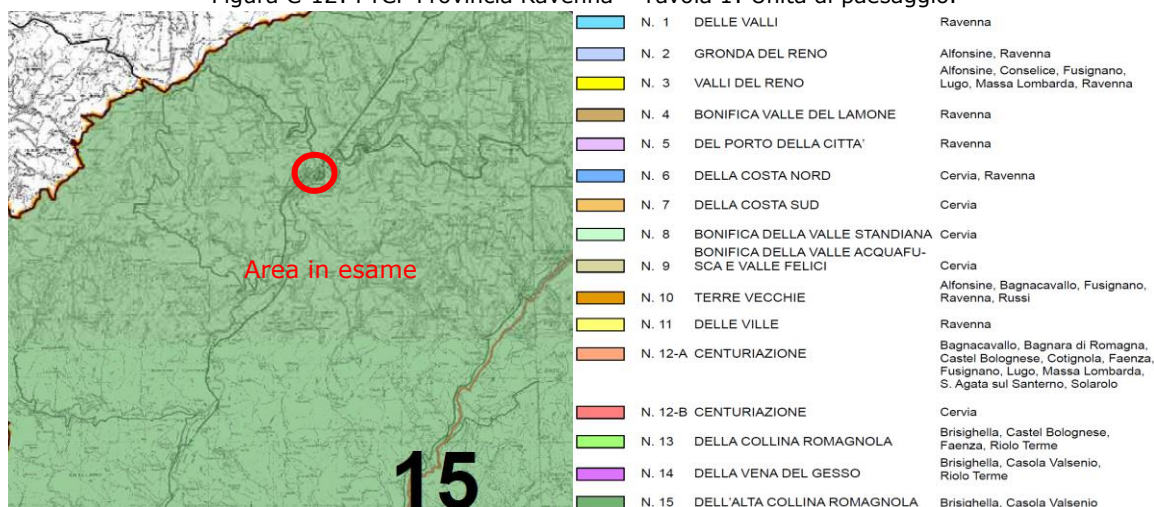 Figura C-12: PTCP Provincia Ravenna – Tavola 1: Unità di paesaggio.
Area in esame
15
N. 1 DELLE VALLI Ravenna
N. 2 GRONDA DEL RENO Alfonsine, Ravenna
N. 3 VALLI DEL RENO Alfonsine, Conselice, Fusignano,
Lugo, Massa Lombarda, Ravenna
N. 4 BONIFICA VALLE DEL LAMONE Ravenna
N. 5 DEL PORTO DELLA CITTA' Ravenna
N. 6 DELLA COSTA NORD Cervia, Ravenna
N. 7 DELLA COSTA SUD Cervia
N. 8 BONIFICA DELLA VALLE STANDIANA Cervia
N. 9 BONIFICA DELLA VALLE ACQUAFU-
SCA E VALLE FELICI Cervia
N. 10 TERRE VECCHIE Alfonsine, Bagnacavallo, Fusignano,
Ravenna, Russi
N. 11 DELLE VILLE Ravenna
N. 12-A CENTURIAZIONE Bagnacavallo, Bagnara di Romagna,
Castel Bolognese, Cotignola, Faenza,
Fusignano, Lugo, Massa Lombarda,
S. Agata sul Santerno, Solarolo
N. 12-B CENTURIAZIONE Cervia
N. 13 DELLA COLLINA ROMAGNOLA Brisighella, Castel Bolognese,
Faenza, Riolo Terme
N. 14 DELLA VENA DEL GESSO Brisighella, Casola Valsenio,
Riolo Terme
N. 15 DELL'ALTA COLLINA ROMAGNOLA Brisighella, Casola Valsenio